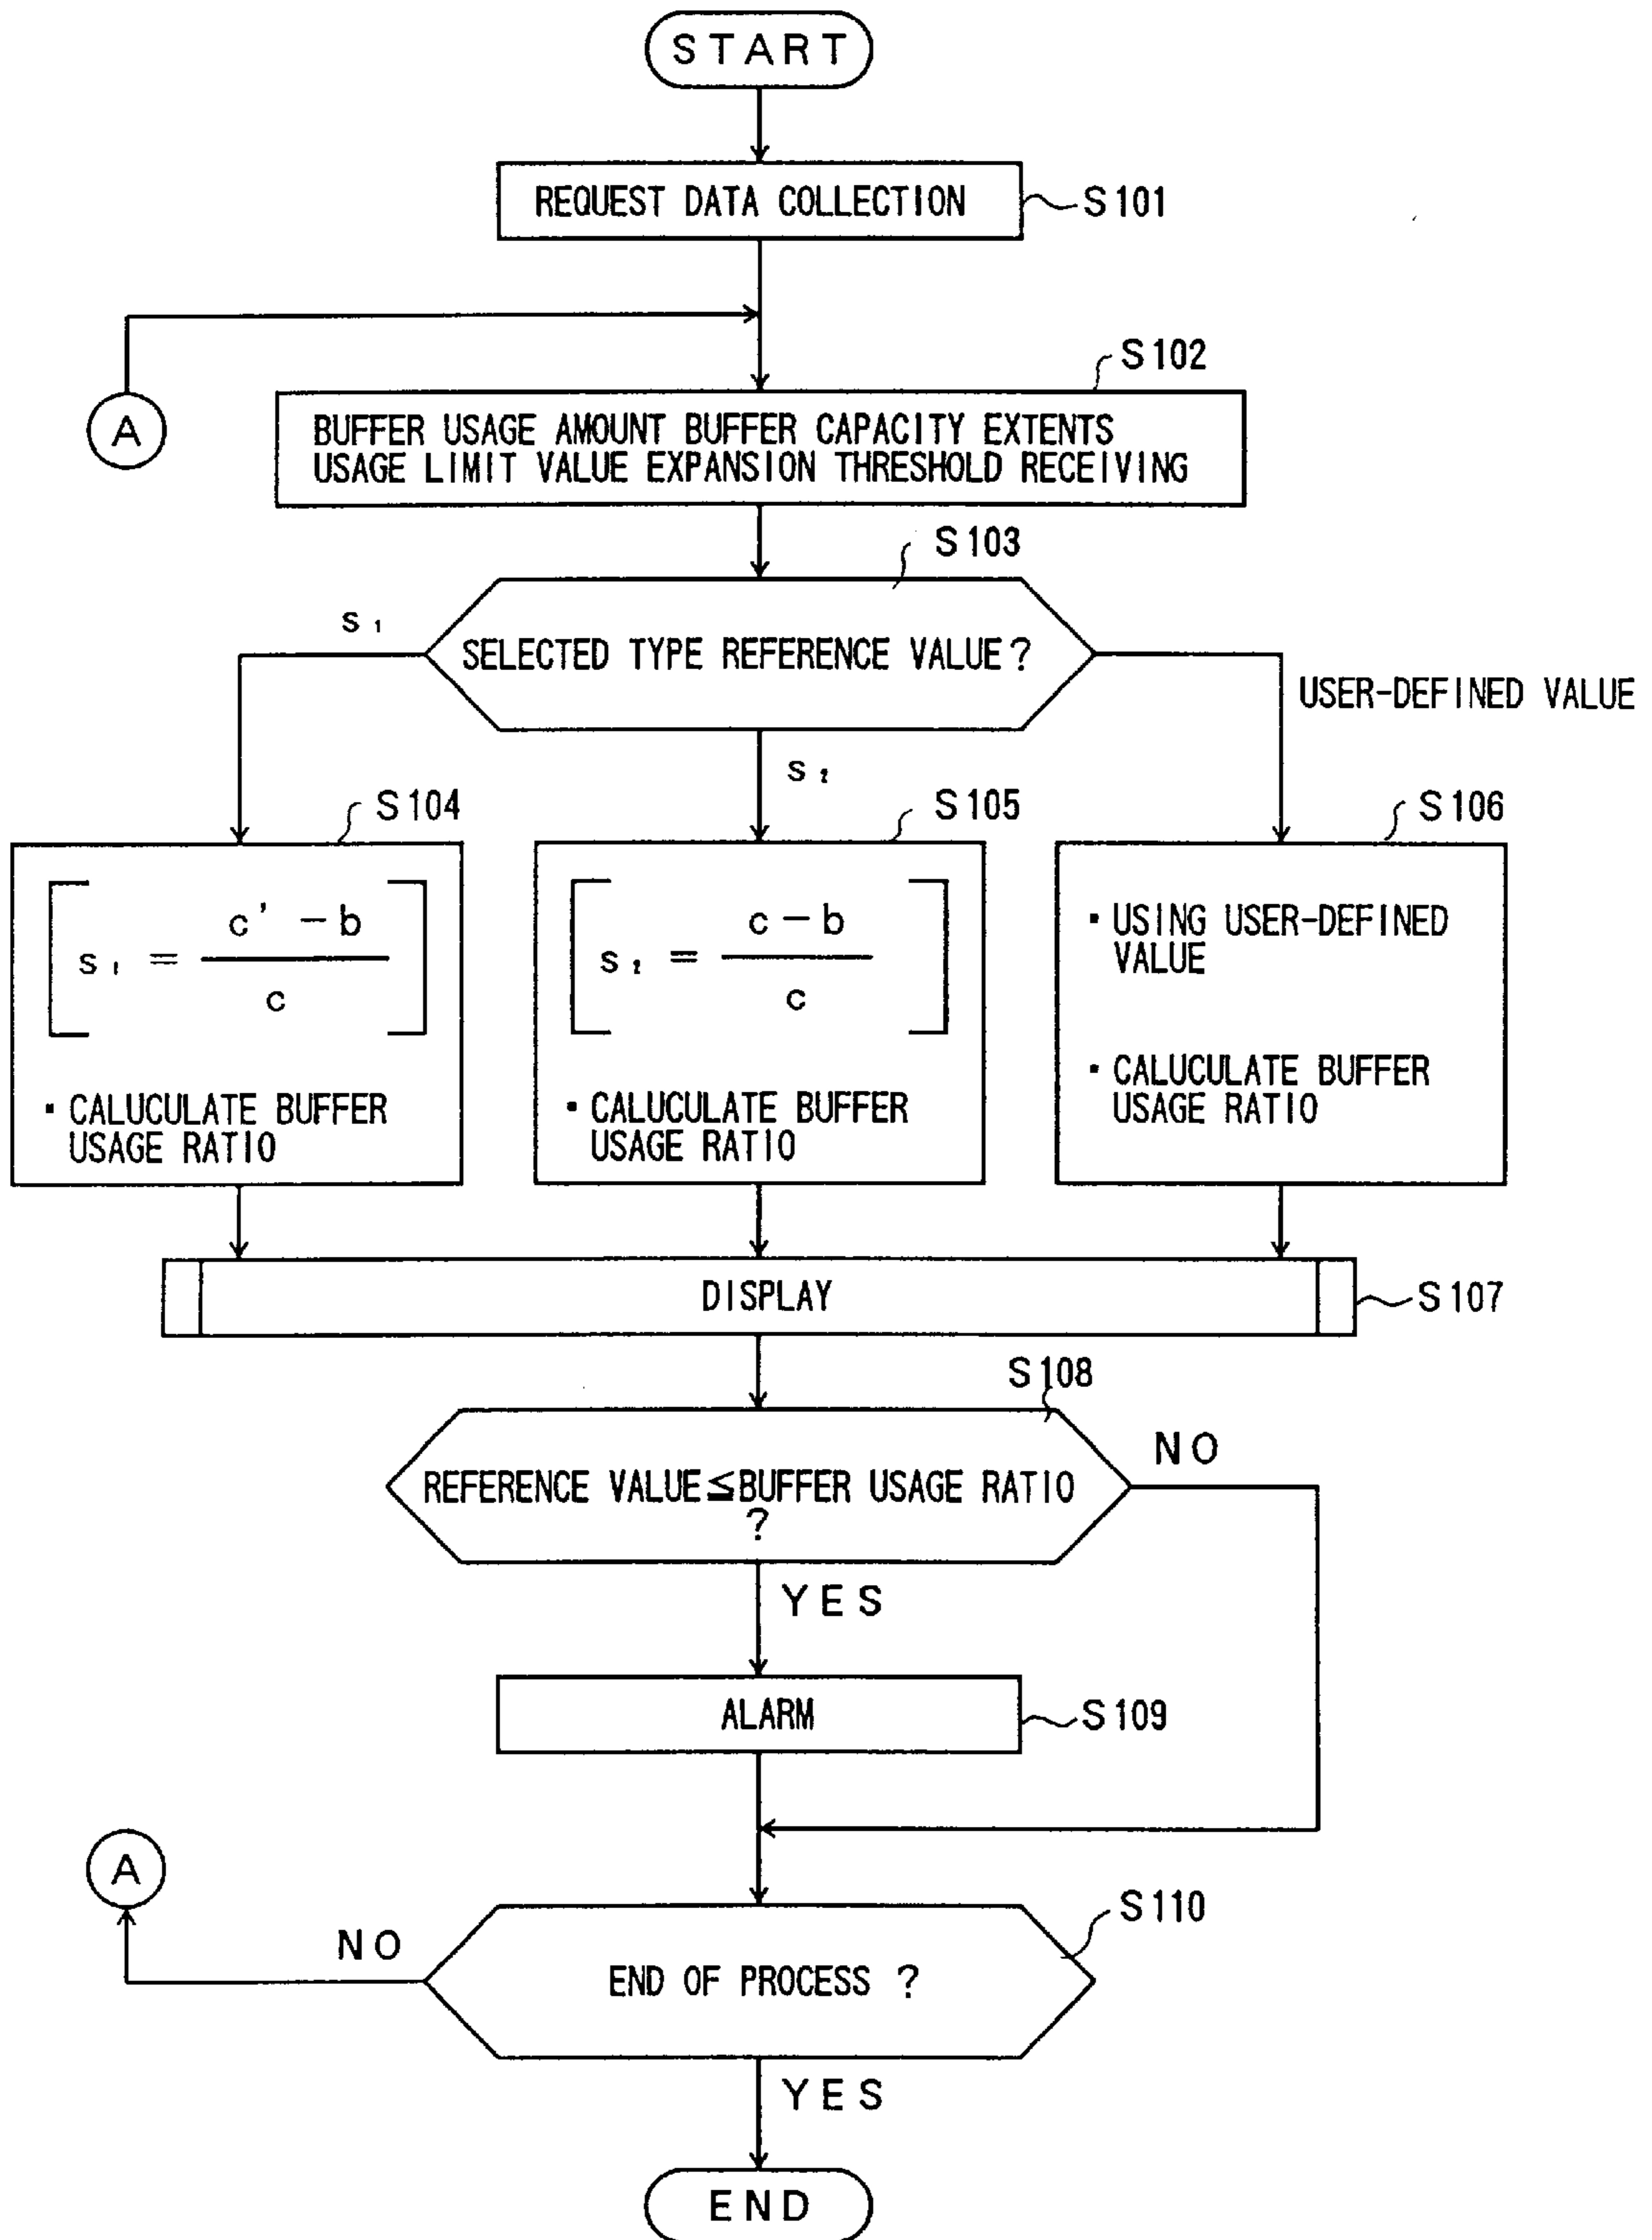 START
REQUEST DATA COLLECTION
S101
A
S102
BUFFER USAGE AMOUNT BUFFER CAPACITY EXTENTS
USAGE LIMIT VALUE EXPANSION THRESHOLD RECEIVING
S103
s₁
SELECTED TYPE REFERENCE VALUE?
USER-DEFINED VALUE
s₂
S104
s₁ = c' - b
c
• CALUCULATE BUFFER
USAGE RATIO
S105
s₂ = c - b
c
• CALUCULATE BUFFER
USAGE RATIO
S106
• USING USER-DEFINED
VALUE
• CALUCULATE BUFFER
USAGE RATIO
DISPLAY
S107
S108
REFERENCE VALUE≦BUFFER USAGE RATIO
?
NO
YES
ALARM
S109
A
S110
NO
END OF PROCESS ?
YES
END